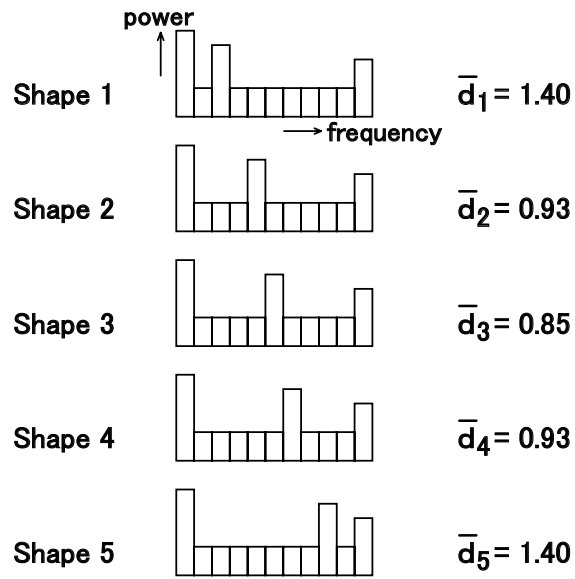 power
Shape 1 d̅₁ = 1.40
frequency
Shape 2 d̅₂ = 0.93
Shape 3 d̅₃ = 0.85
Shape 4 d̅₄ = 0.93
Shape 5 d̅₅ = 1.40